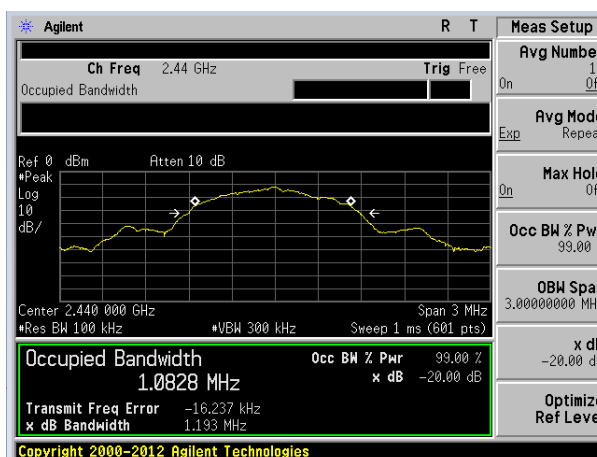 Agilent R T
Ch Freq 2.44 GHz Trig Free
Occupied Bandwidth
Ref 0 dBm Atten 10 dB
#Peak
Log
10
dB/
Center 2.440 000 GHz Span 3 MHz
#Res BW 100 kHz #VBW 300 kHz Sweep 1 ms (601 pts)
Occupied Bandwidth Occ BW % Pwr 99.00 %
1.0828 MHz x dB -20.00 dB
Transmit Freq Error -16.237 kHz
x dB Bandwidth 1.193 MHz
Copyright 2000-2012 Agilent Technologies
Meas Setup
Avg Numbe
1
On Of
Avg Mod
Exp Repea
Max Hol
On Of
Occ BW % Pw
99.00
OBW Spa
3.00000000 MH
x d
-20.00 d
Optimiz
Ref Leve